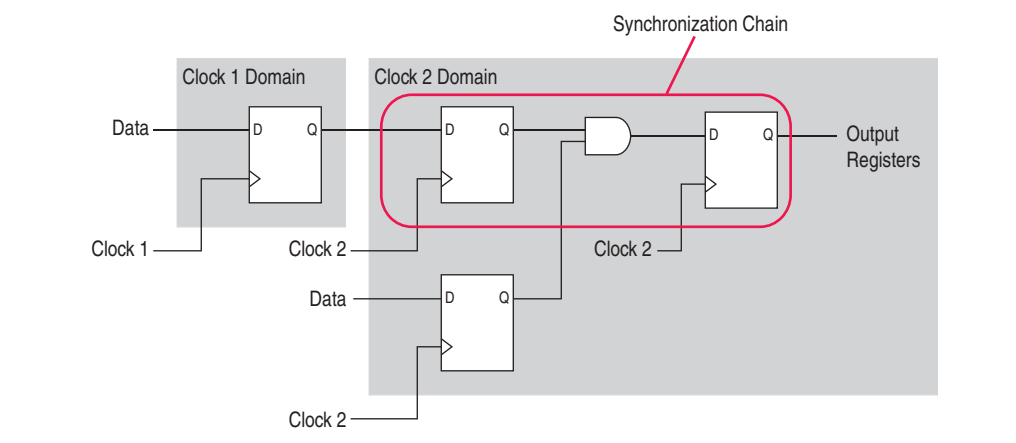 Synchronization Chain
Clock 1 Domain
Clock 2 Domain
Data
D Q
D Q
D Q
Output
Registers
Clock 1
Clock 2
Clock 2
Data
D Q
Clock 2